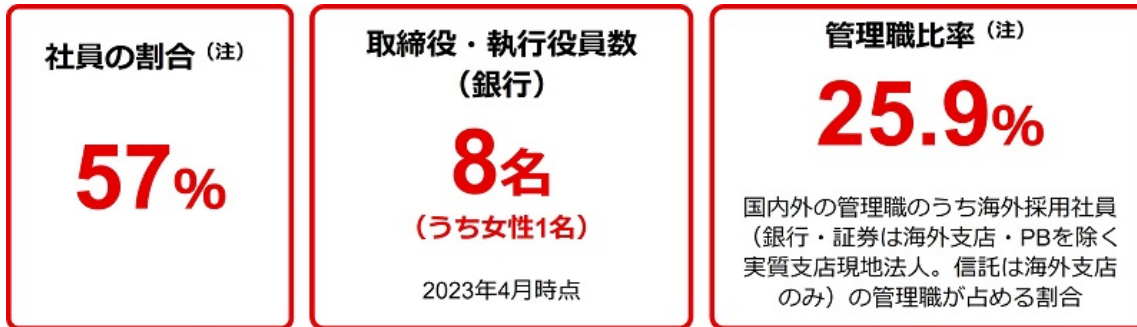 社員の割合（注）
57%
取締役・執行役員数
（銀行）
8名
（うち女性1名）
2023年4月時点
管理職比率（注）
25.9%
国内外の管理職のうち海外採用社員
（銀行・証券は海外支店・PBを除く
実質支店現地法人。信託は海外支店
のみ）の管理職が占める割合